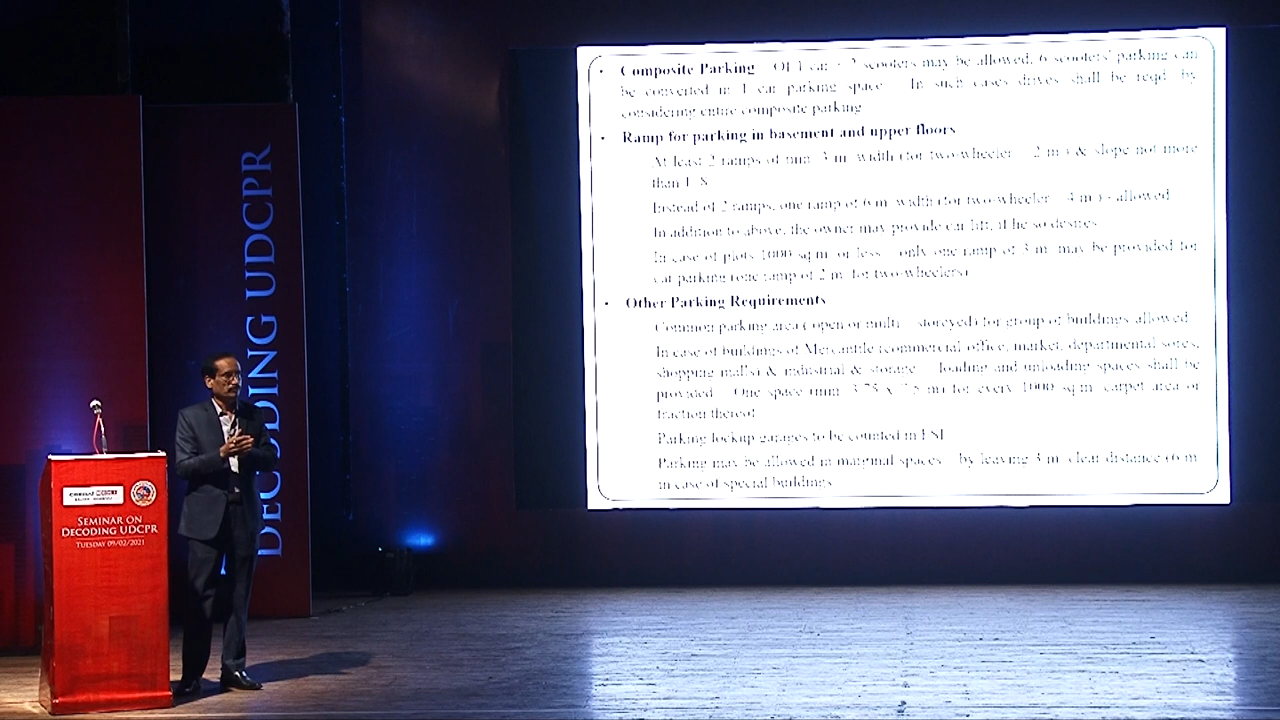 DECODING UDCPR
SEMINAR ON
DECODING UDCPR
TUESDAY 09/02/2021
• Composite Parking Of 1 car + 2 scooters may be allowed, 6 scooters' parking can
be converted in 1 car parking space In such cases drives shall be reqd. by
considering entire composite parking
• Ramp for parking in basement and upper floors
At least 2 ramps of min. 3 m. width (for two-wheeler 2 m.) & slope not more
than
Instead of 2 ramps, one ramp of 6 m. width (for two-wheeler 4 m.) - allowed
In addition to above, the owner may provide car lift, if he so desires
In case of plots 1000 sq.m. or less only one ramp of 3 m. may be provided for
car parking (one ramp of 2 m. for two-wheelers)
• Other Parking Requirements
Common parking area (open or multi - storeyed) for group of buildings allowed
In case of buildings of Mercantile (commercial office, market, departmental sores,
shopping malls) & industrial & storage loading and unloading spaces shall be
provided One space (min. 3.75 x 7.5 m) for every 1000 sq.m. carpet area or
fraction thereof
Parking lockup garages to be counted in FSI
Parking may be allowed in marginal spaces by leaving 3 m. clear distance (6 m
in case of special buildings